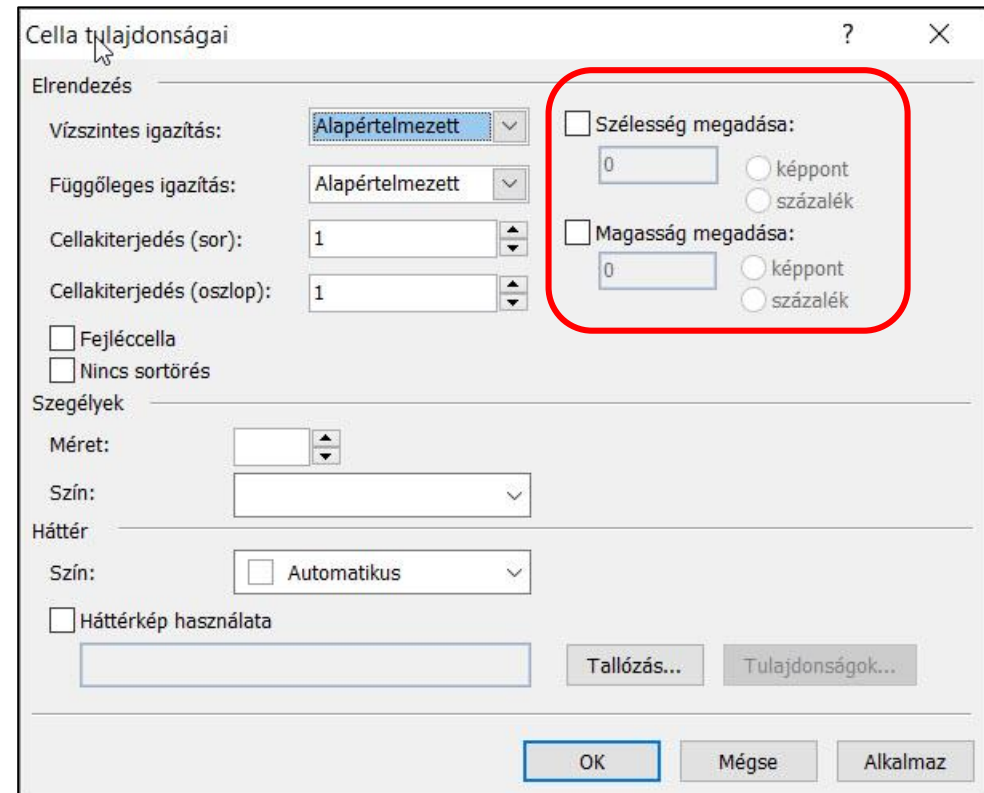 Cella tulajdonságai ?
Elrendezés
Vízszintes igazítás: Alapértelmezett
Függőleges igazítás: Alapértelmezett
Cellakiterjedés (sor): 1
Cellakiterjedés (oszlop): 1
Fejléccella
Nincs sortörés
Szélesség megadása:
0 képpont
százalék
Magasság megadása:
0 képpont
százalék
Szegélyek
Méret:
Szín:
Háttér
Szín: Automatikus
Háttérkép használata
Tallózás... Tulajdonságok...
OK Mégse Alkalmaz